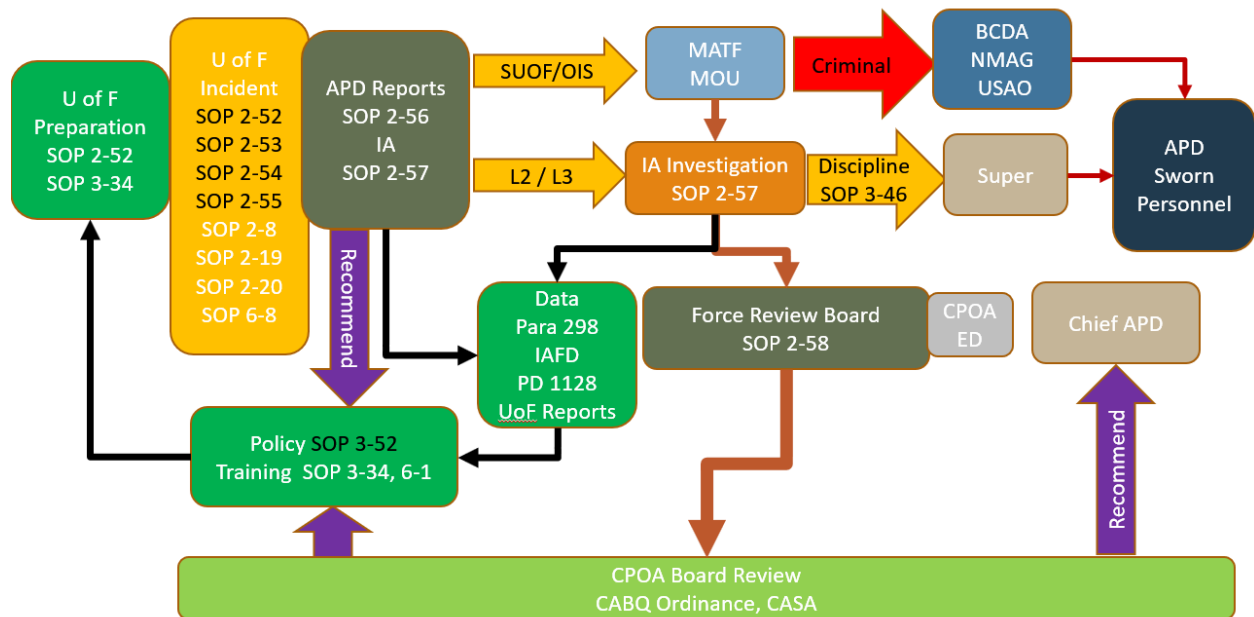 U of F
Preparation
SOP 2-52
SOP 3-34
U of F
Incident
SOP 2-52
SOP 2-53
SOP 2-54
SOP 2-55
SOP 2-8
SOP 2-19
SOP 2-20
SOP 6-8
APD Reports
SOP 2-56
IA
SOP 2-57
SUOF/OIS
L2 / L3
MATF
MOU
Criminal
BCDA
NMAG
USAO
IA Investigation
SOP 2-57
Discipline
SOP 3-46
Super
APD
Sworn
Personnel
Recommend
Data
Para 298
IAFD
PD 1128
UoF Reports
Force Review Board
SOP 2-58
CPOA
ED
Chief APD
Policy SOP 3-52
Training SOP 3-34, 6-1
Recommend
CPOA Board Review
CABQ Ordinance, CASA